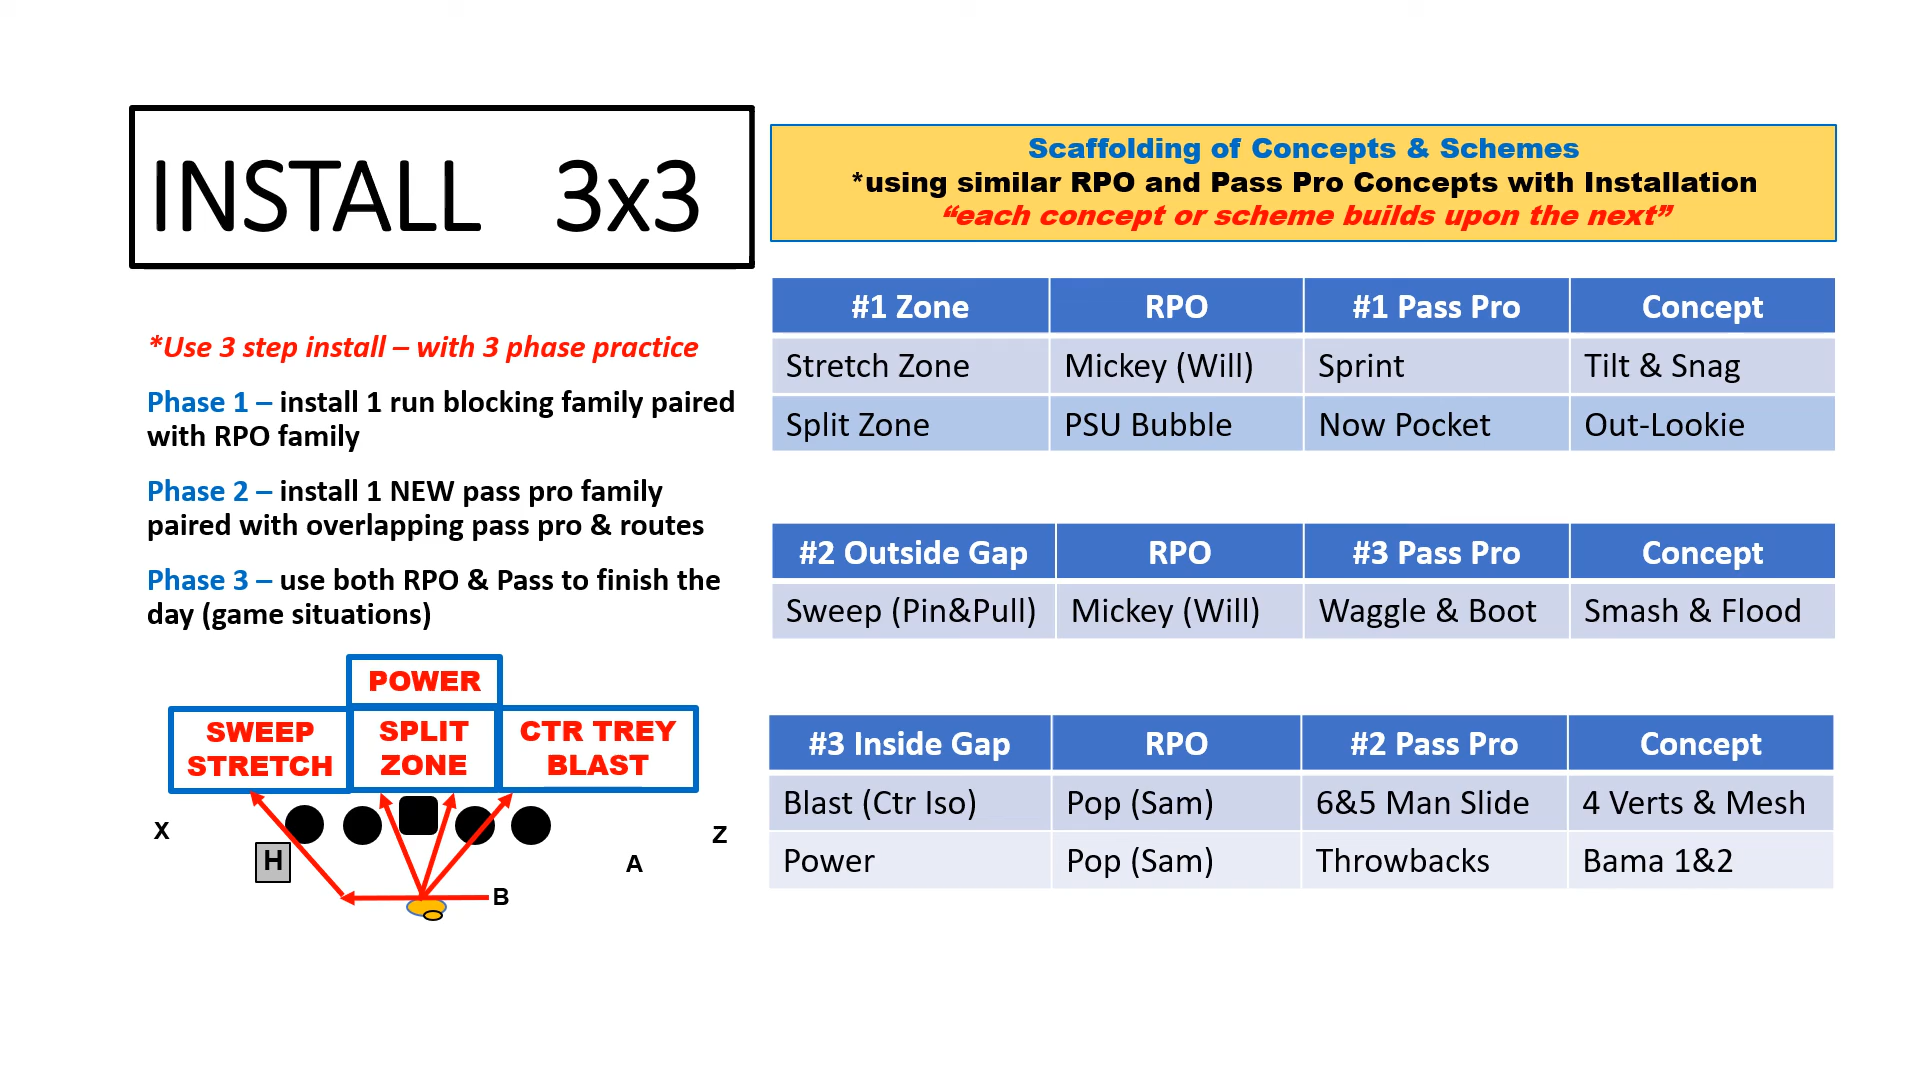 INSTALL 3x3
*Use 3 step install – with 3 phase practice
Phase 1 – install 1 run blocking family paired
with RPO family
Phase 2 – install 1 NEW pass pro family
paired with overlapping pass pro & routes
Phase 3 – use both RPO & Pass to finish the
day (game situations)
POWER
SWEEP
STRETCH
SPLIT
ZONE
CTR TREY
BLAST
X
H
A
Z
B
Scaffolding of Concepts & Schemes
*using similar RPO and Pass Pro Concepts with Installation
“each concept or scheme builds upon the next”
#1 Zone RPO #1 Pass Pro Concept
Stretch Zone Mickey (Will) Sprint Tilt & Snag
Split Zone PSU Bubble Now Pocket Out-Lookie
#2 Outside Gap RPO #3 Pass Pro Concept
Sweep (Pin&Pull) Mickey (Will) Waggle & Boot Smash & Flood
#3 Inside Gap RPO #2 Pass Pro Concept
Blast (Ctr Iso) Pop (Sam) 6&5 Man Slide 4 Verts & Mesh
Power Pop (Sam) Throwbacks Bama 1&2